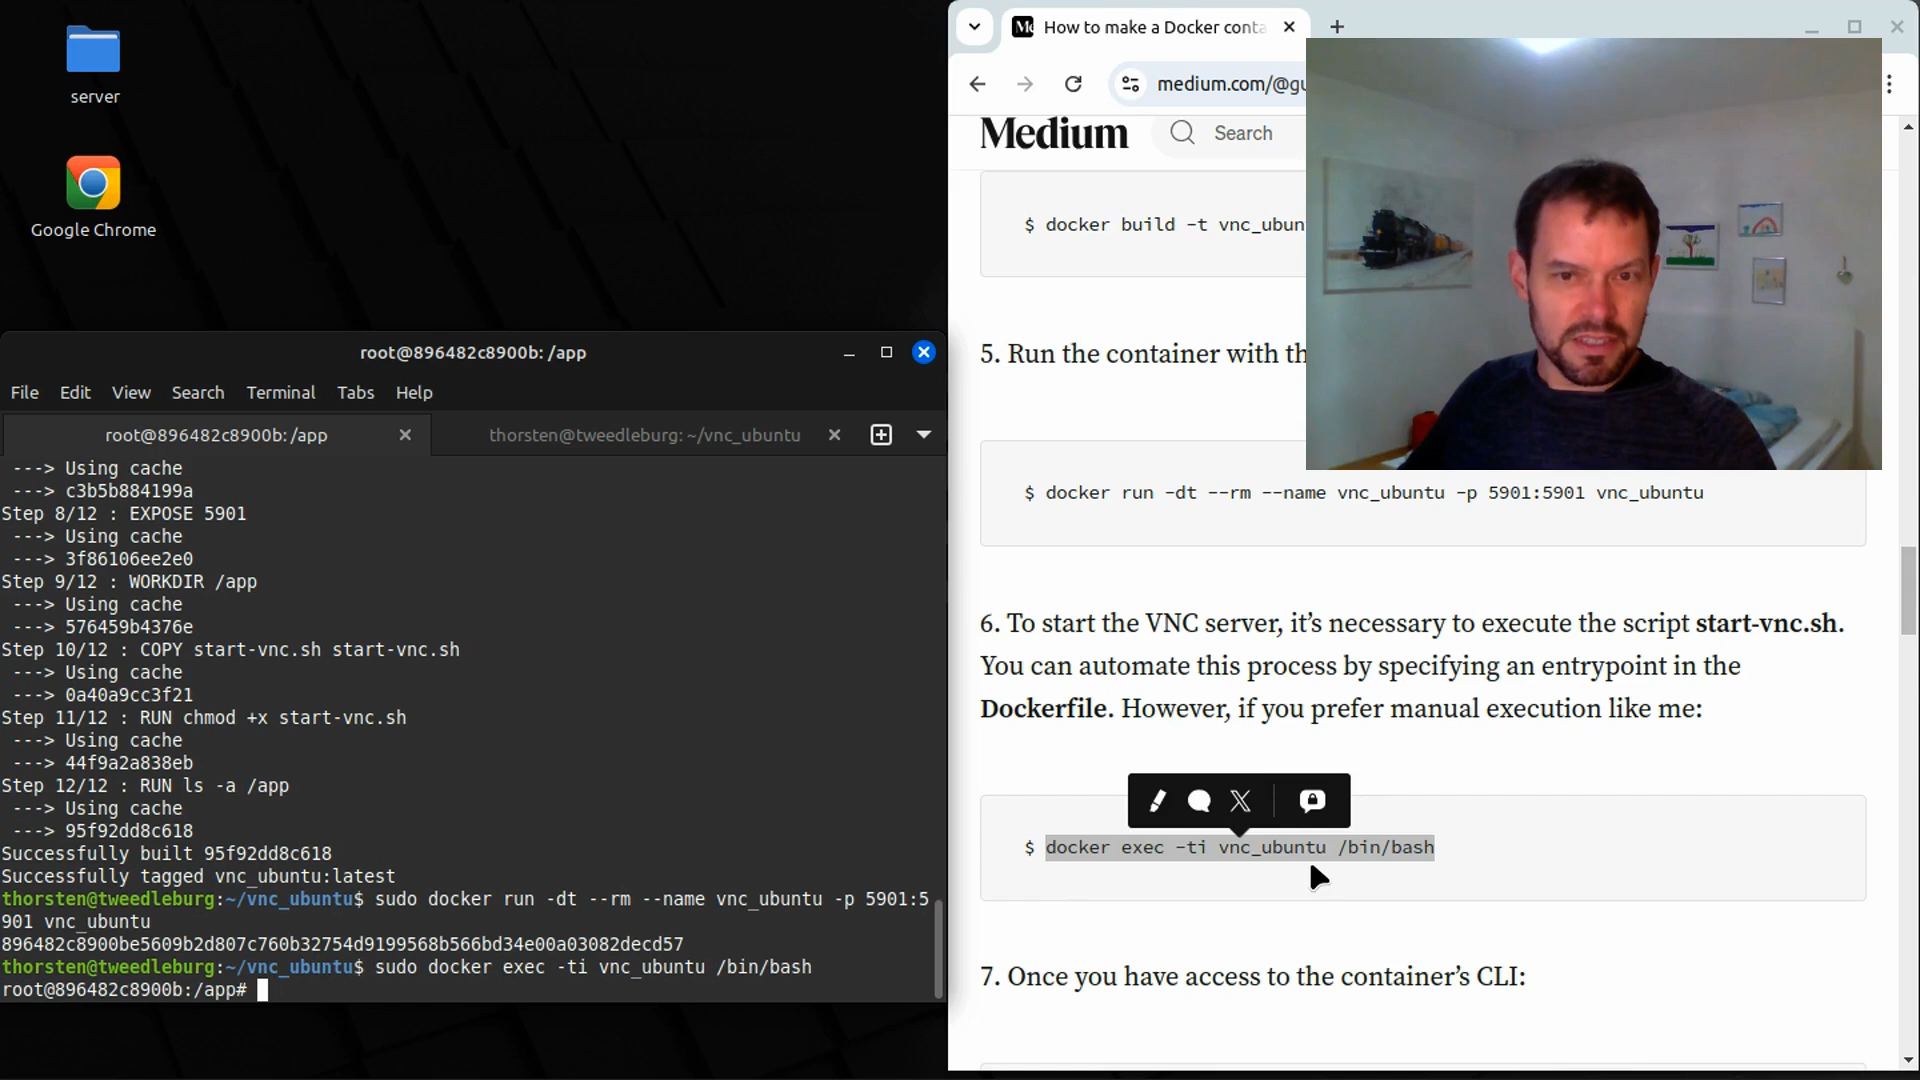 server
Google Chrome
root@896482c8900b: /app
File Edit View Search Terminal Tabs Help
root@896482c8900b: /app
thorsten@tweedleburg: ~/vnc_ubuntu
---> Using cache
---> c3b5b884199a
Step 8/12 : EXPOSE 5901
---> Using cache
---> 3f86106ee2e0
Step 9/12 : WORKDIR /app
---> Using cache
---> 576459b4376e
Step 10/12 : COPY start-vnc.sh start-vnc.sh
---> Using cache
---> 0a40a9cc3f21
Step 11/12 : RUN chmod +x start-vnc.sh
---> Using cache
---> 44f9a2a838eb
Step 12/12 : RUN ls -a /app
---> Using cache
---> 95f92dd8c618
Successfully built 95f92dd8c618
Successfully tagged vnc_ubuntu:latest
thorsten@tweedleburg:~/vnc_ubuntu$ sudo docker run -dt --rm --name vnc_ubuntu -p 5901:5
901 vnc_ubuntu
896482c8900be5609b2d807c760b32754d9199568b566bd34e00a03082decd57
thorsten@tweedleburg:~/vnc_ubuntu$ sudo docker exec -ti vnc_ubuntu /bin/bash
root@896482c8900b:/app#
How to make a Docker conta
medium.com/@gu
Medium
Search
$ docker build -t vnc_ubun
5. Run the container with th
$ docker run -dt --rm --name vnc_ubuntu -p 5901:5901 vnc_ubuntu
6. To start the VNC server, it’s necessary to execute the script start-vnc.sh.
You can automate this process by specifying an entrypoint in the
Dockerfile. However, if you prefer manual execution like me:
$ docker exec -ti vnc_ubuntu /bin/bash
7. Once you have access to the container’s CLI: